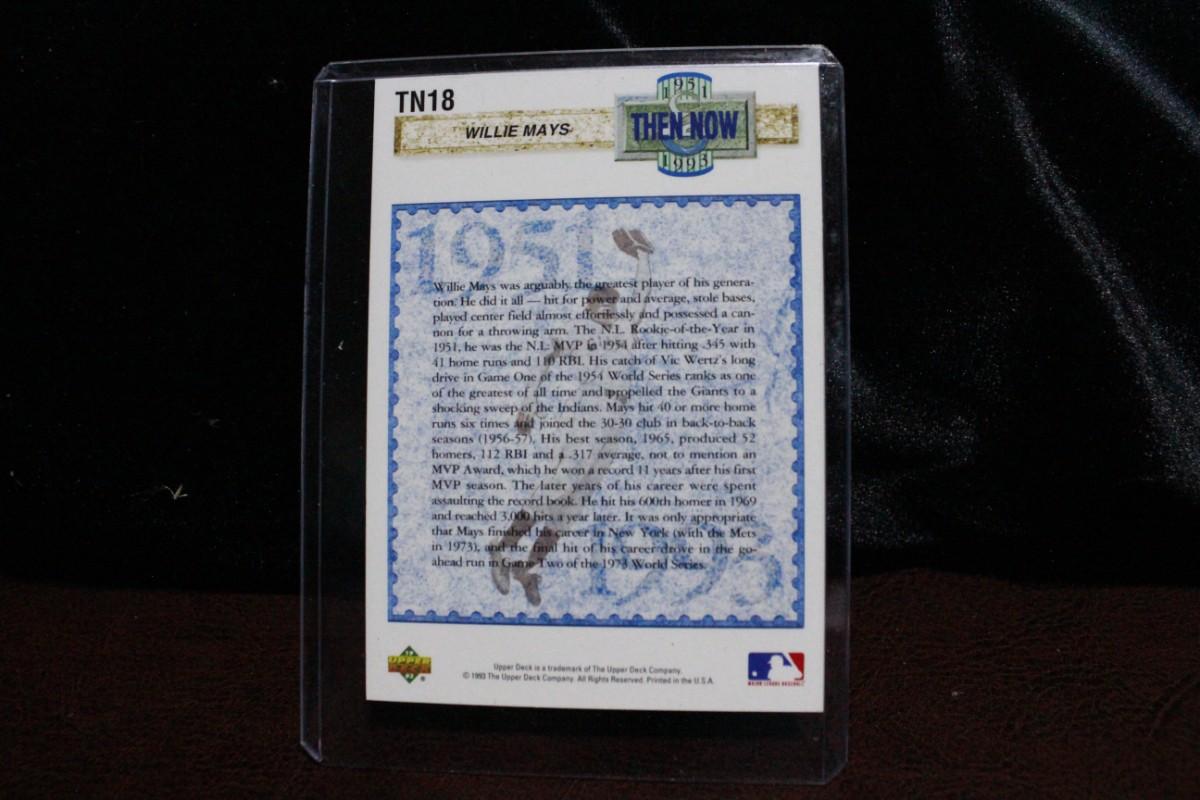 TN18
1951
WILLIE MAYS
THEN & NOW
1993
1951
Willie Mays was arguably the greatest player of his genera-
tion. He did it all — hit for power and average, stole bases,
played center field almost effortlessly and possessed a can-
non for a throwing arm. The N.L. Rookie-of-the-Year in
1951, he was the N.L. MVP in 1954 after hitting .345 with
41 home runs and 110 RBI. His catch of Vic Wertz's long
drive in Game One of the 1954 World Series ranks as one
of the greatest of all time and propelled the Giants to a
shocking sweep of the Indians. Mays hit 40 or more home
runs six times and joined the 30-30 club in back-to-back
seasons (1956-57). His best season, 1965, produced 52
homers, 112 RBI and a .317 average, not to mention an
MVP Award, which he won a record 11 years after his first
MVP season. The later years of his career were spent
assaulting the record book. He hit his 600th homer in 1969
and reached 3,000 hits a year later. It was only appropriate
that Mays finished his career in New York (with the Mets
in 1973), and the final hit of his career drove in the go-
ahead run in Game Two of the 1973 World Series.
1993
19
UPPER DECK
93
®
Upper Deck is a trademark of The Upper Deck Company.
© 1993 The Upper Deck Company. All Rights Reserved. Printed in the U.S.A.
MAJOR LEAGUE BASEBALL